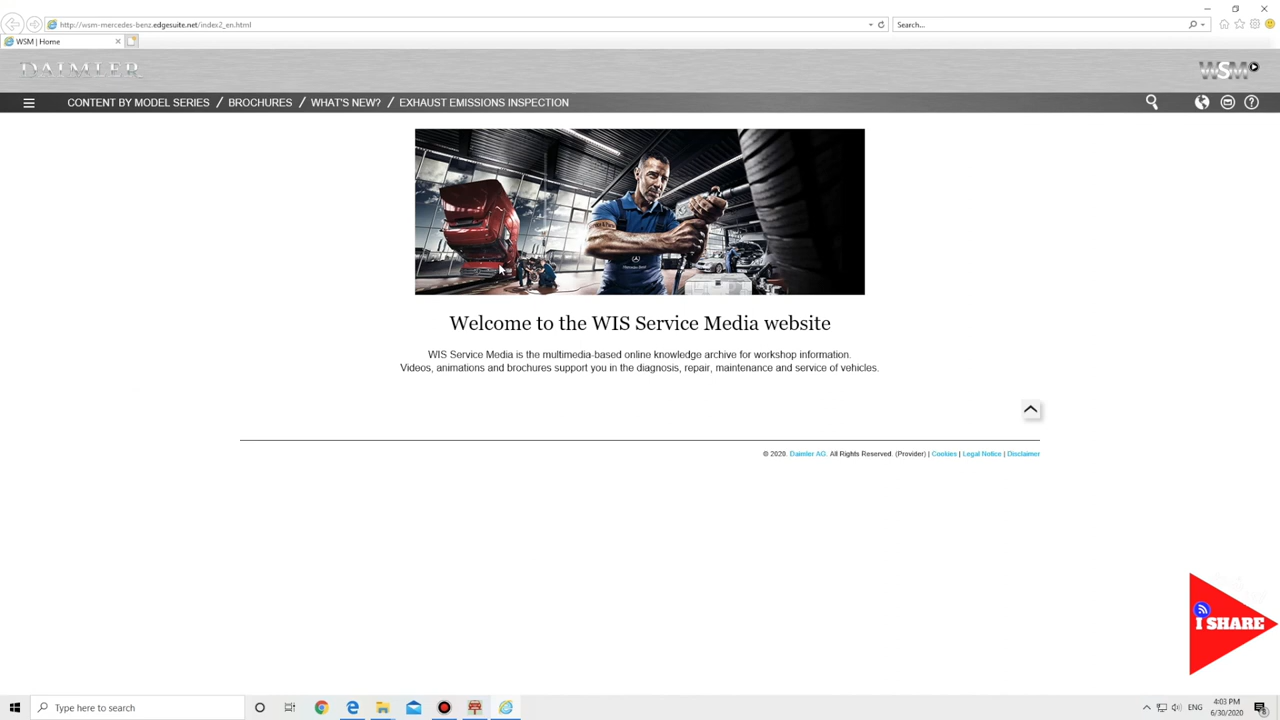 http://wsm-mercedes-benz.edgesuite.net/index2_en.html
Search...
WSM | Home
DAIMLER
WSM
CONTENT BY MODEL SERIES / BROCHURES / WHAT'S NEW? / EXHAUST EMISSIONS INSPECTION
Mercedes-Benz
Welcome to the WIS Service Media website
WIS Service Media is the multimedia-based online knowledge archive for workshop information.
Videos, animations and brochures support you in the diagnosis, repair, maintenance and service of vehicles.
© 2020. Daimler AG. All Rights Reserved. (Provider) | Cookies | Legal Notice | Disclaimer
I SHARE
Type here to search
ENG
4:03 PM
6/30/2020